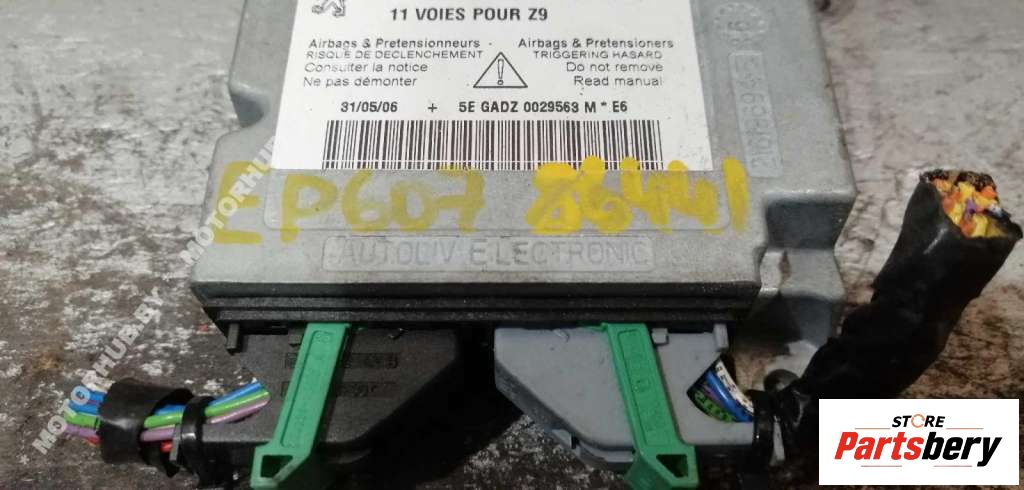 11 VOIES POUR Z9
Airbags & Pretensionneurs - Airbags & Pretensioners
RISQUE DE DECLENCHEMENT TRIGGERING HASARD
Consulter la notice Do not remove
Ne pas démonter Read manual
31/05/06 + 5E GADZ 0029563 M * E6
EP607
AUTOLIV ELECTRONIC
MOTORHUB.BY
STORE
Partsbery